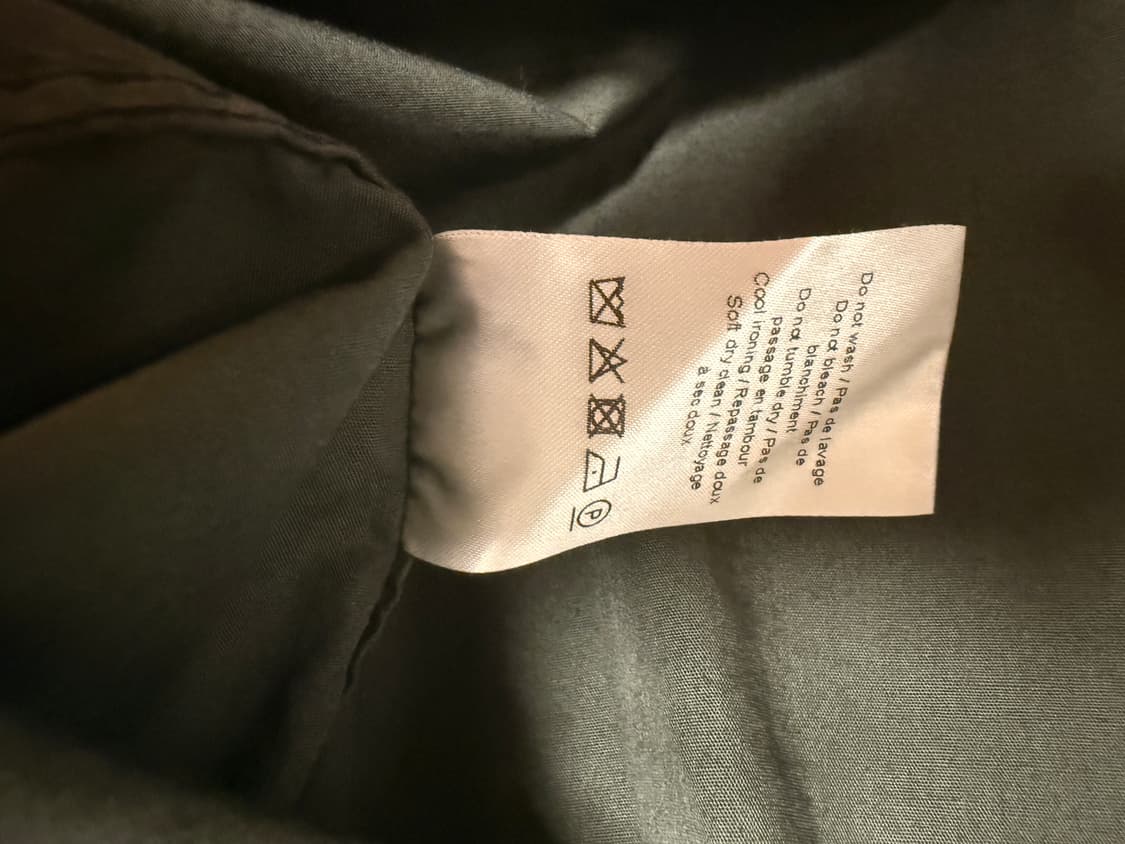 P
Do not wash / Pas de lavage
Do not bleach / Pas de
blanchiment
Do not tumble dry / Pas de
passage en tambour
Cool ironing / Repassage doux
Soft dry clean / Nettoyage
à sec doux